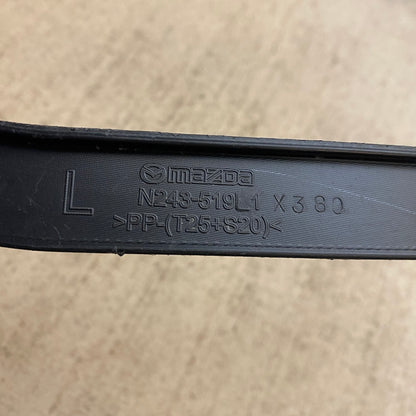 mazda
L
N243-519L1 X380
>PP-(T25+S20)<